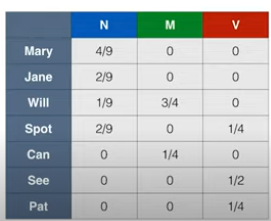 N M V
Mary 4/9 0 0
Jane 2/9 0 0
Will 1/9 3/4 0
Spot 2/9 0 1/4
Can 0 1/4 0
See 0 0 1/2
Pat 0 0 1/4